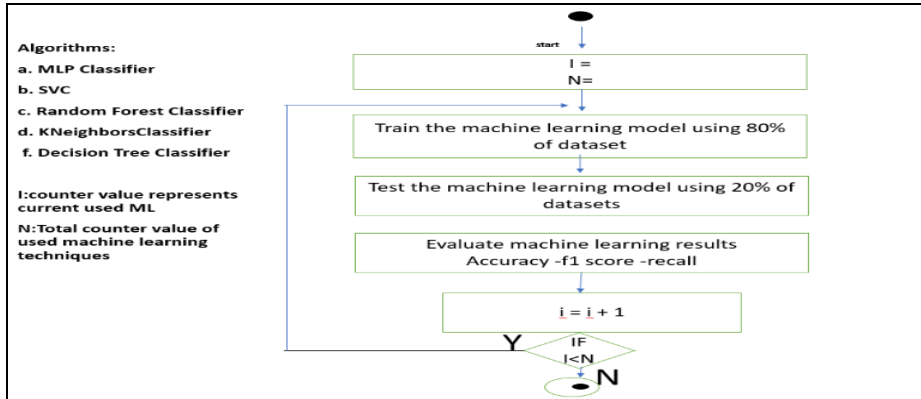 Algorithms:
a. MLP Classifier
b. SVC
c. Random Forest Classifier
d. KNeighborsClassifier
f. Decision Tree Classifier
I:counter value represents
current used ML
N:Total counter value of
used machine learning
techniques
start
I =
N=
Train the machine learning model using 80%
of dataset
Test the machine learning model using 20% of
datasets
Evaluate machine learning results
Accuracy -f1 score -recall
i = i + 1
Y
IF
I<N
N